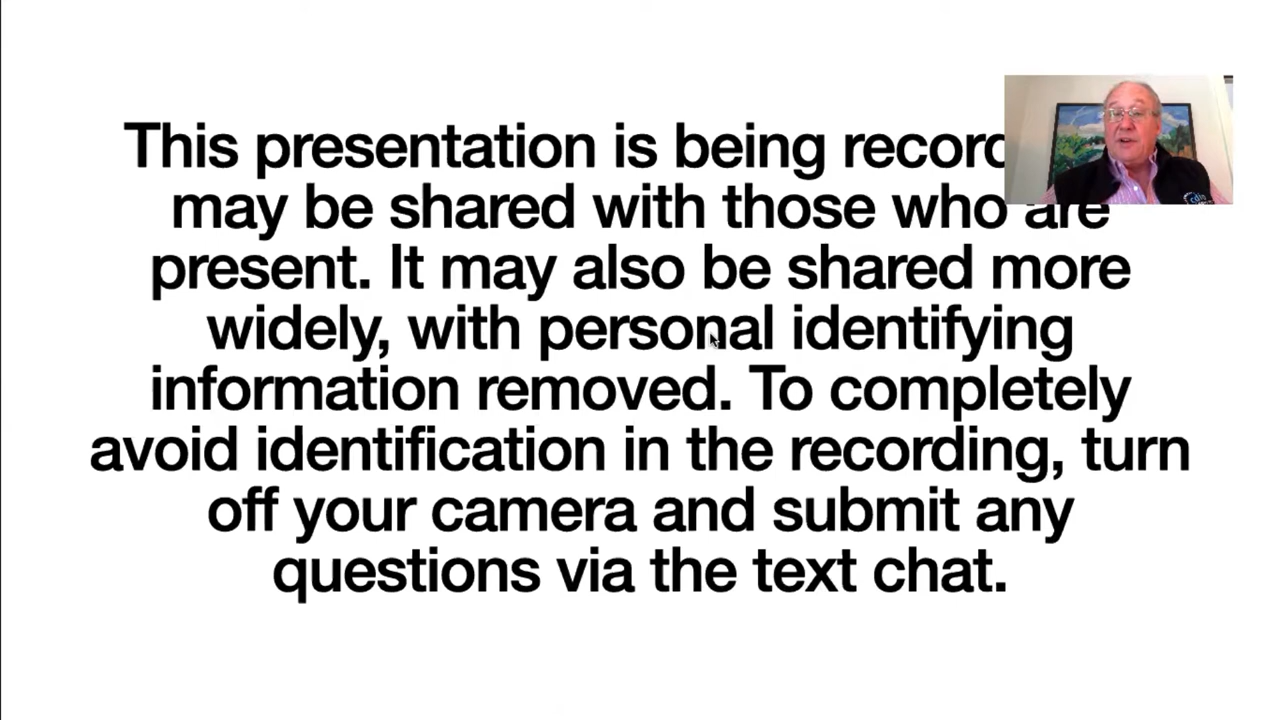 This presentation is being recor
may be shared with those who are
present. It may also be shared more
widely, with personal identifying
information removed. To completely
avoid identification in the recording, turn
off your camera and submit any
questions via the text chat.